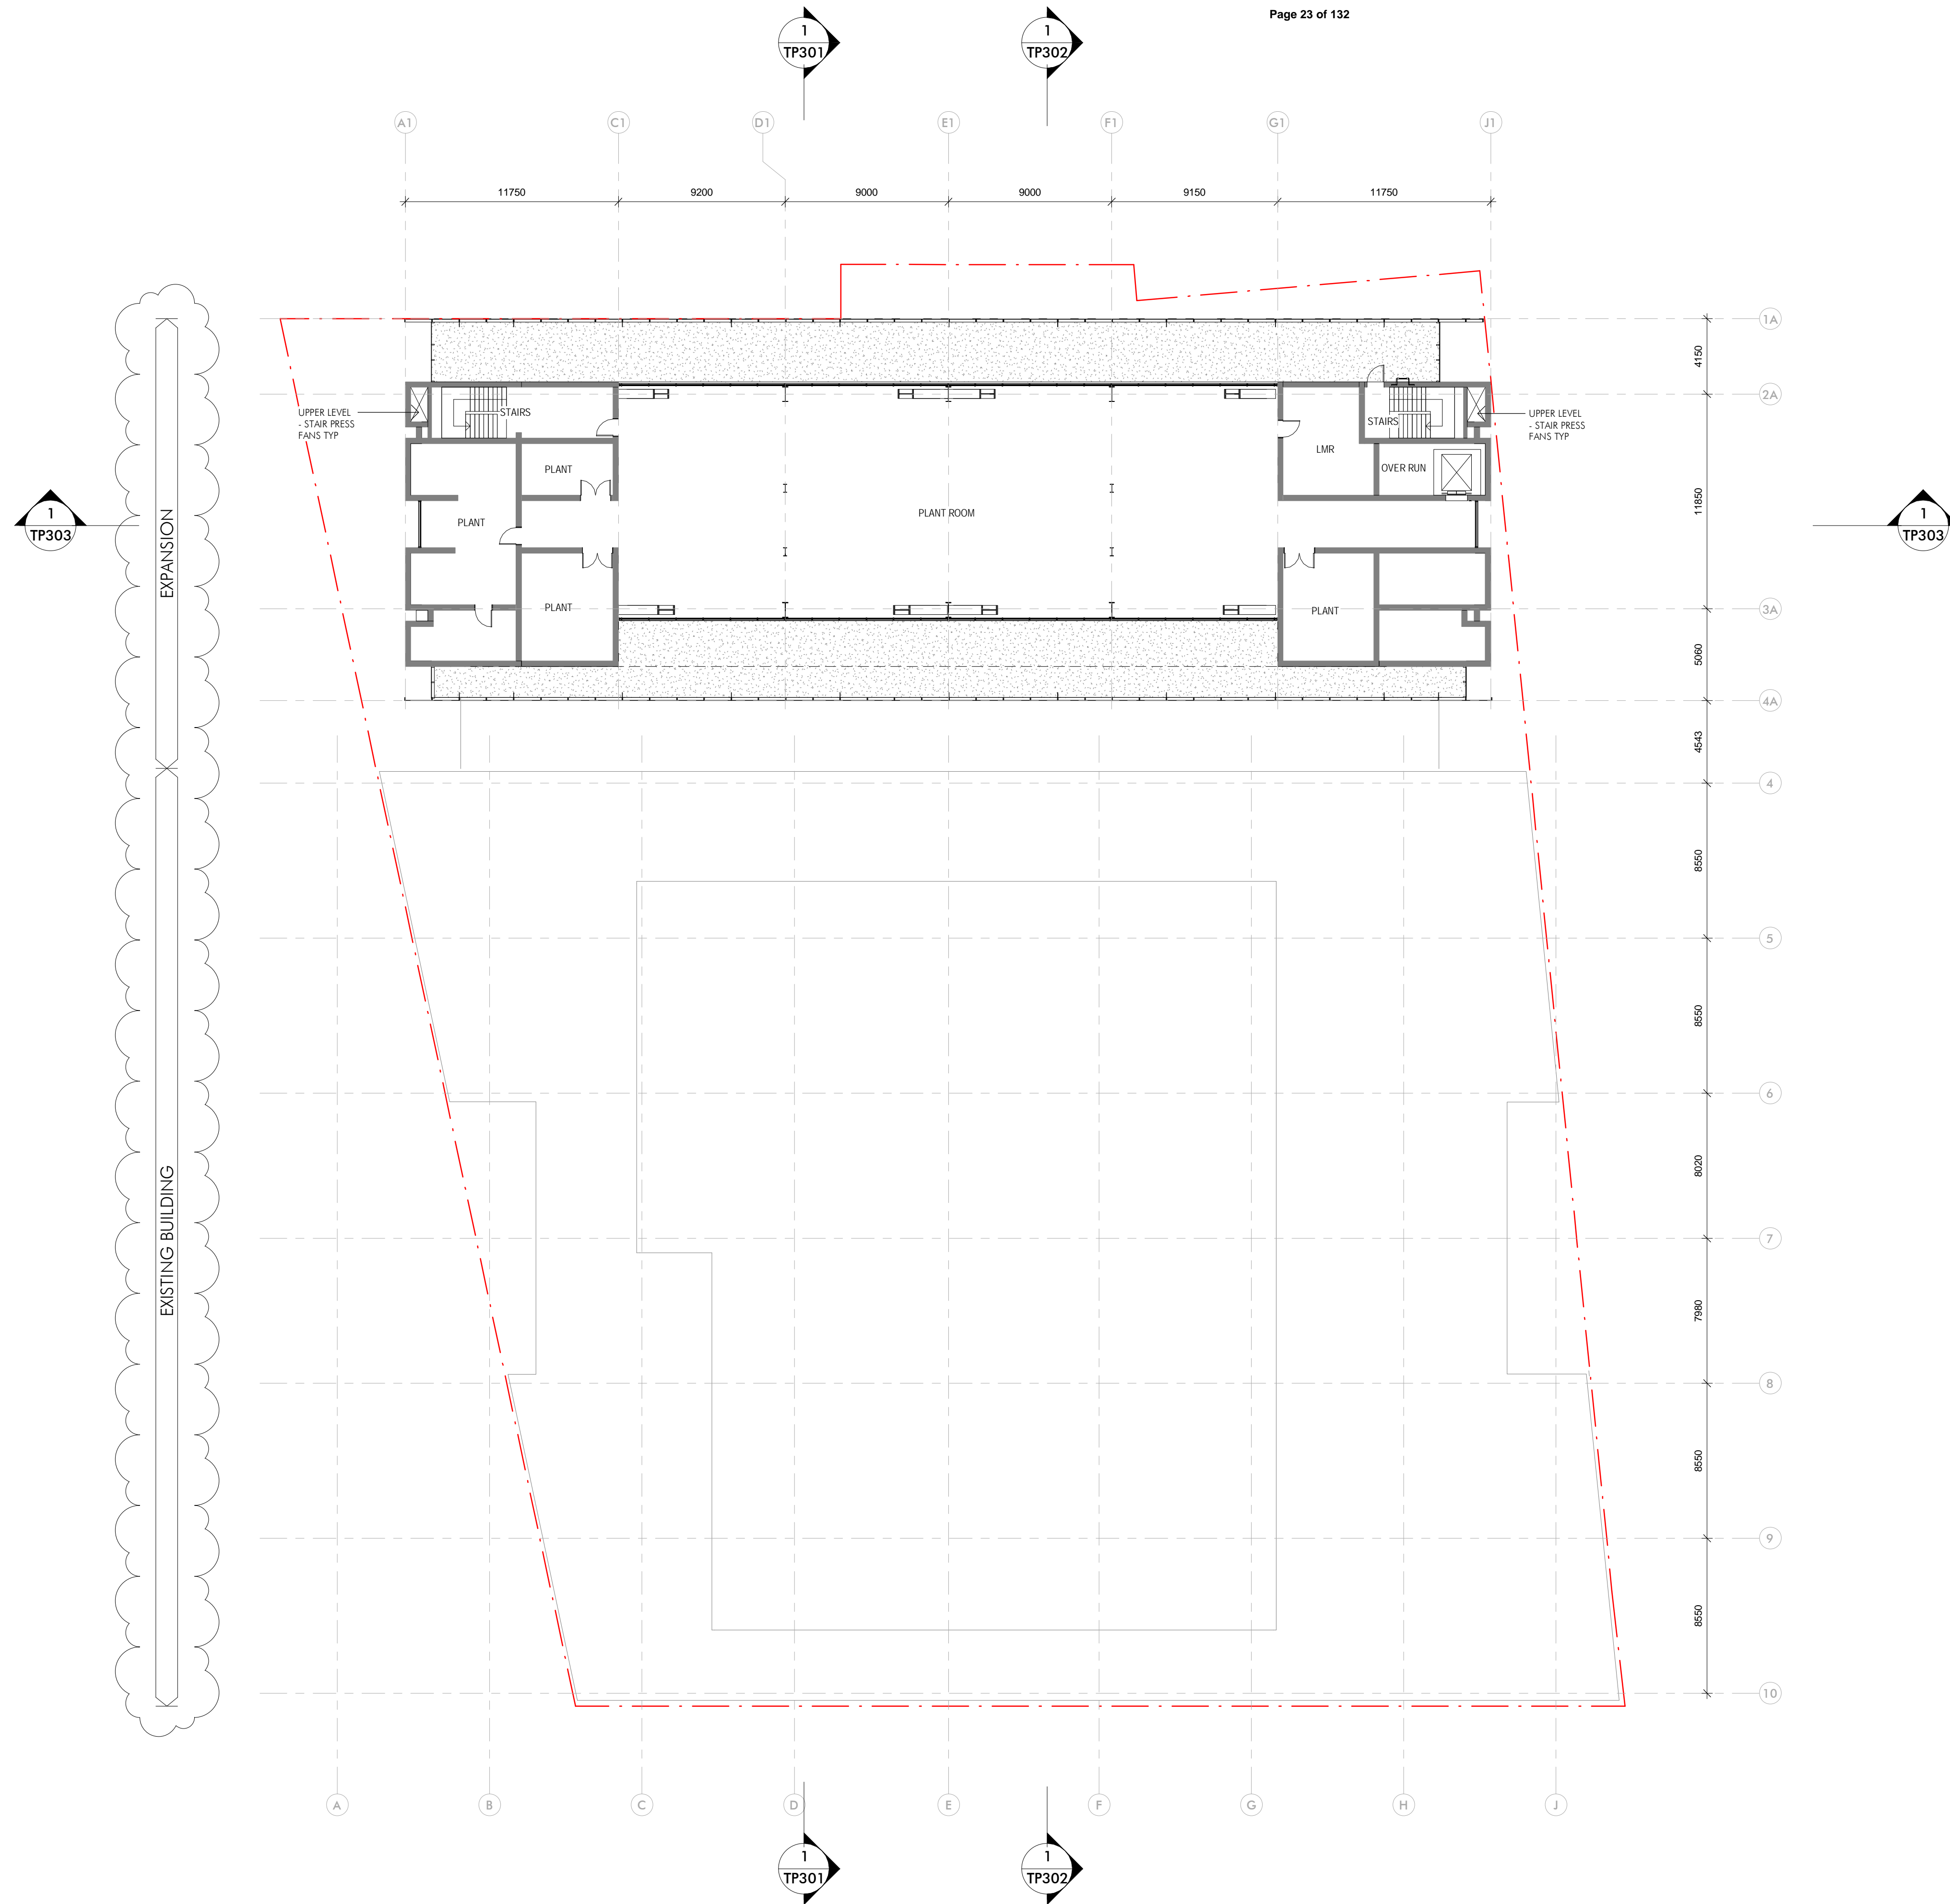 Page 23 of 132
1
TP301
1
TP302
A1
C1
D1
E1
F1
G1
J1
11750
9200
9000
9000
9150
11750
1A
4150
2A
UPPER LEVEL
- STAIR PRESS
FANS TYP
STAIRS
STAIRS
UPPER LEVEL
- STAIR PRESS
FANS TYP
LMR
PLANT
OVER RUN
11850
1
TP303
EXPANSION
PLANT
PLANT ROOM
1
TP303
PLANT
PLANT
3A
5060
4A
4543
4
8550
5
8550
6
8020
EXISTING BUILDING
7
7980
8
8550
9
8550
10
A
B
C
D
E
F
G
H
J
1
TP301
1
TP302